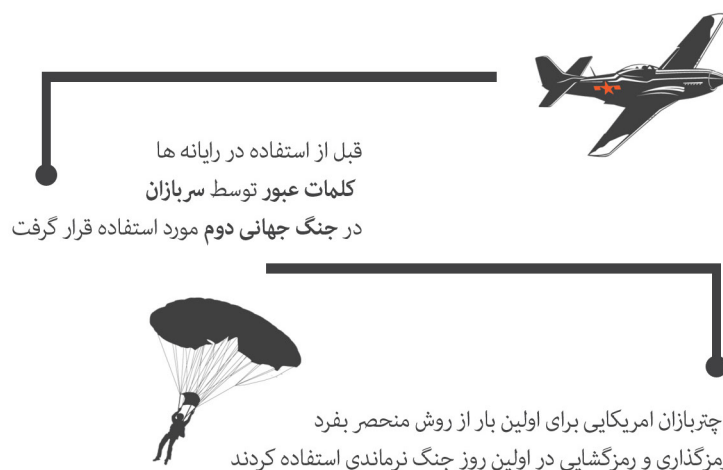 قبل از استفاده در رایانه ها
کلمات عبور توسط سربازان
در جنگ جهانی دوم مورد استفاده قرار گرفت
چتربازان امریکایی برای اولین بار از روش منحصر بفرد
رمزگذاری و رمزگشایی در اولین روز جنگ نرماندی استفاده کردند